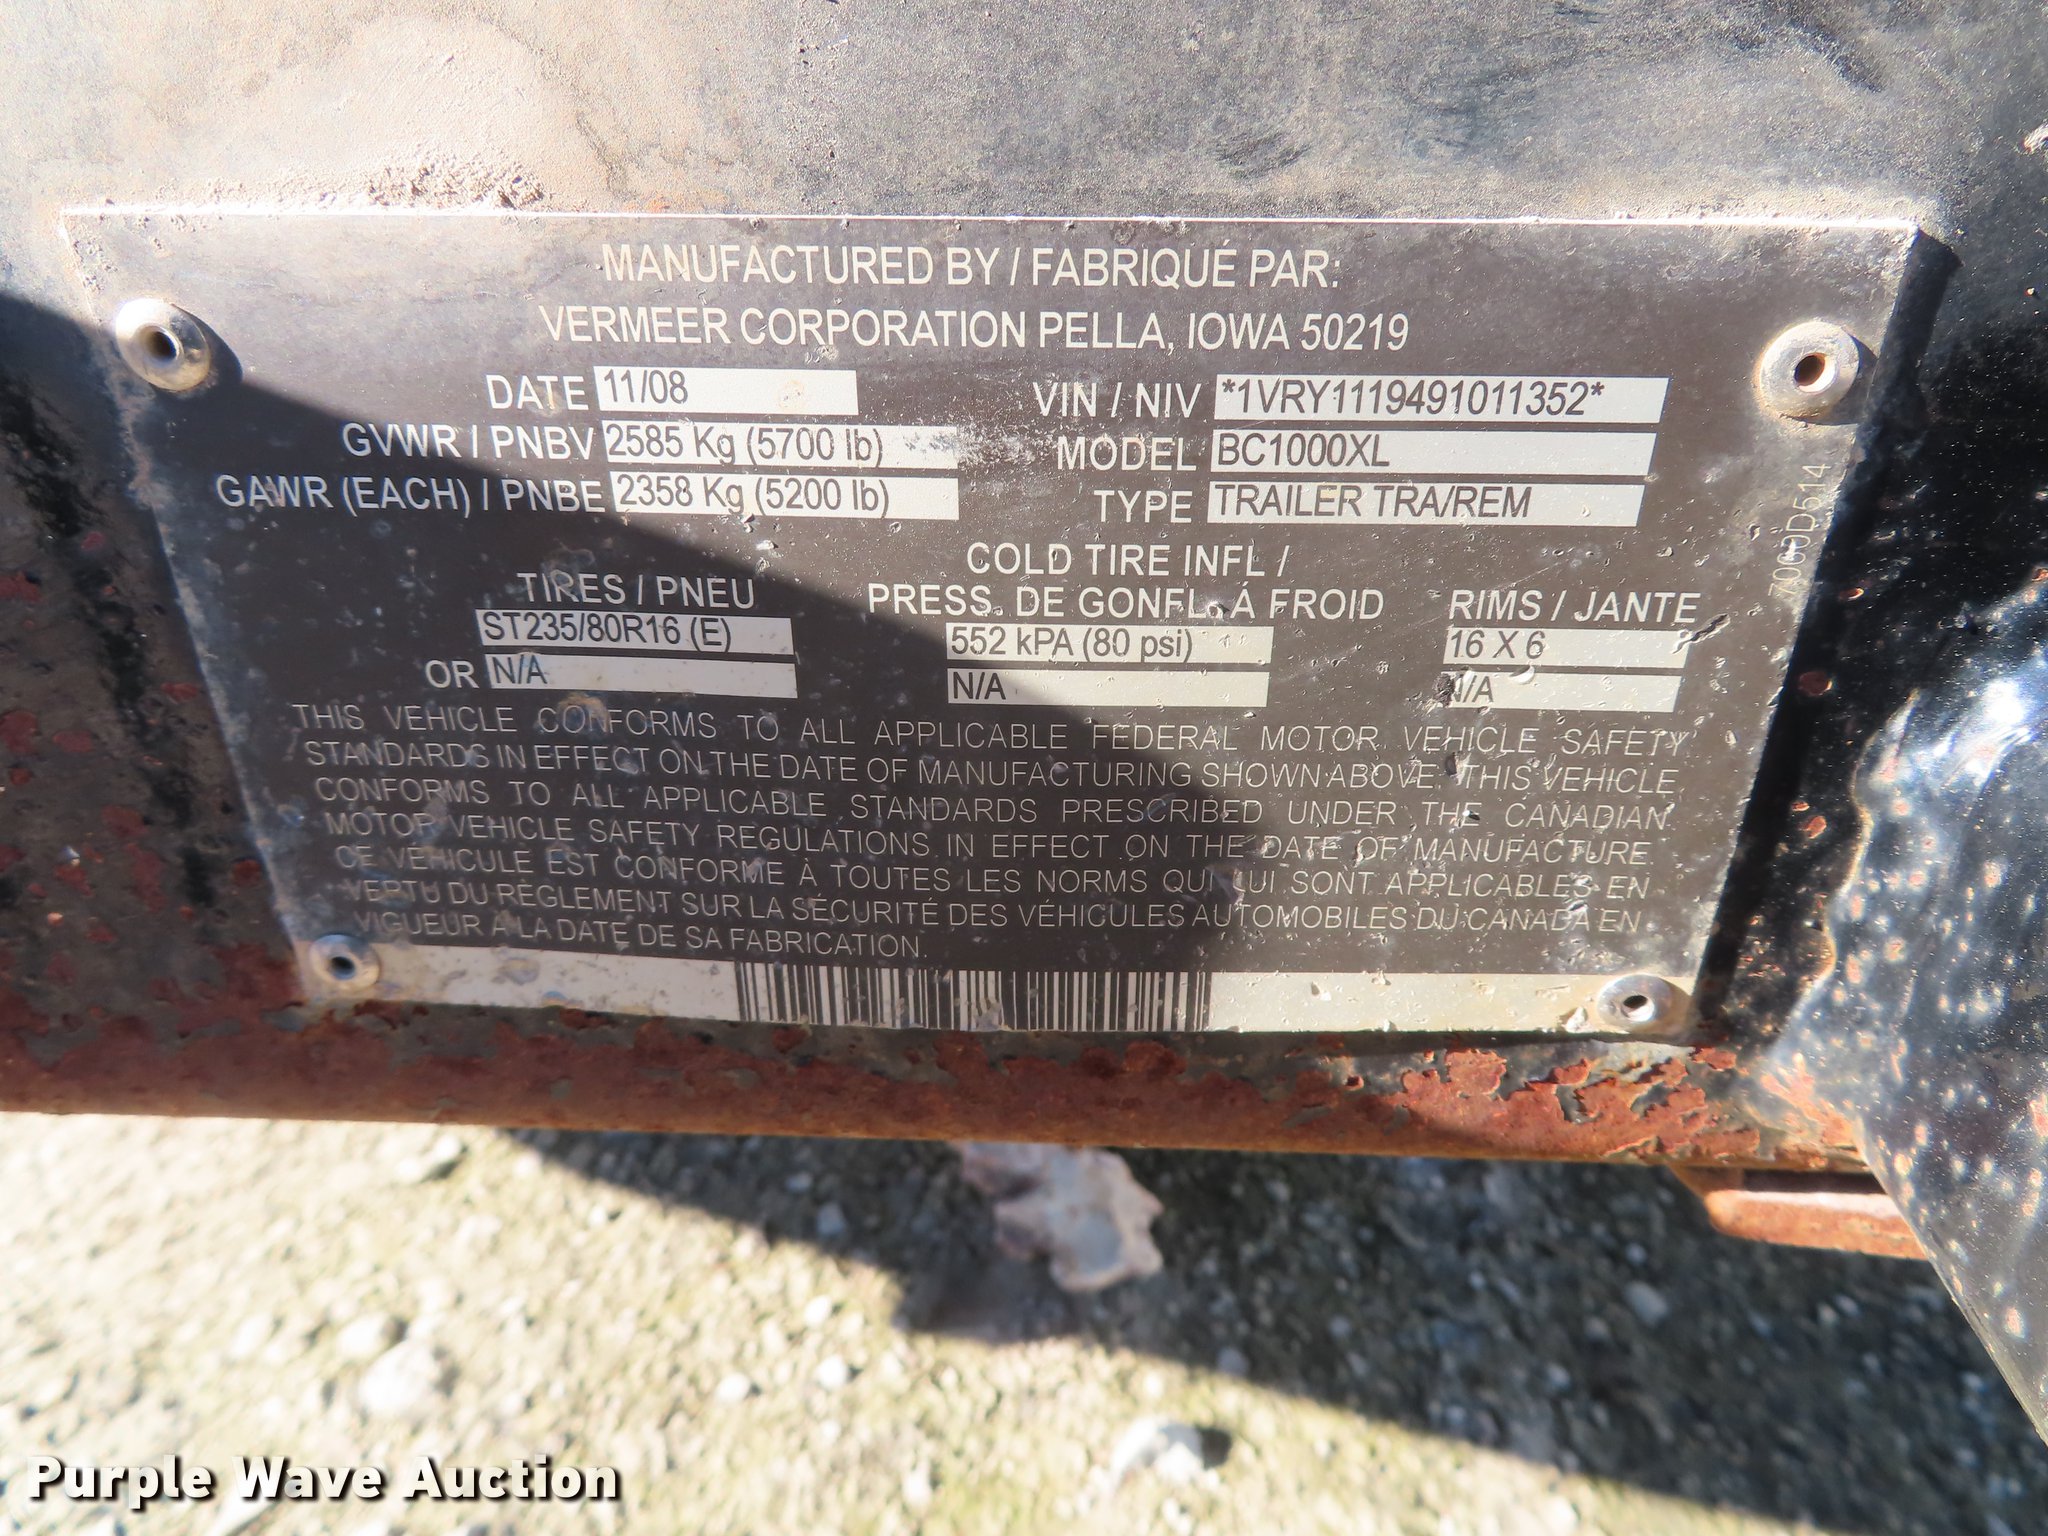 MANUFACTURED BY / FABRIQUÉ PAR:
VERMEER CORPORATION PELLA, IOWA 50219
DATE 11/08 VIN / NIV *1VRY1119491011352*
GVWR / PNBV 2585 Kg (5700 lb) MODEL BC1000XL
GAWR (EACH) / PNBE 2358 Kg (5200 lb) TYPE TRAILER TRA/REM
7000D514
COLD TIRE INFL /
TIRES / PNEU PRESS. DE GONFL. À FROID RIMS / JANTE
ST235/80R16 (E) 552 kPA (80 psi) 16 X 6
OR N/A N/A N/A
THIS VEHICLE CONFORMS TO ALL APPLICABLE FEDERAL MOTOR VEHICLE SAFETY
STANDARDS IN EFFECT ON THE DATE OF MANUFACTURING SHOWN ABOVE. THIS VEHICLE
CONFORMS TO ALL APPLICABLE STANDARDS PRESCRIBED UNDER THE CANADIAN
MOTOR VEHICLE SAFETY REGULATIONS IN EFFECT ON THE DATE OF MANUFACTURE.
CE VÉHICULE EST CONFORME À TOUTES LES NORMS QUI LUI SONT APPLICABLES EN
VERTU DU RÈGLEMENT SUR LA SÉCURITÉ DES VÉHICULES AUTOMOBILES DU CANADA EN
VIGUEUR À LA DATE DE SA FABRICATION.
Purple Wave Auction